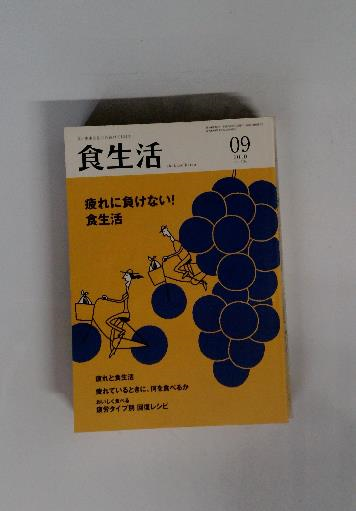 食生活
09
2010
疲れに負けない!
食生活
疲れと食生活
疲れているときに、何を食べるか
おいしく食べる
疲労タイプ別 回復レシピ